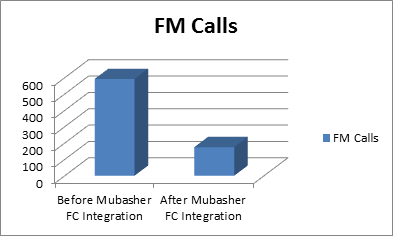 FM Calls
600
500
400
300
200
100
0
Before Mubasher
FC Integration
After Mubasher
FC Integration
FM Calls